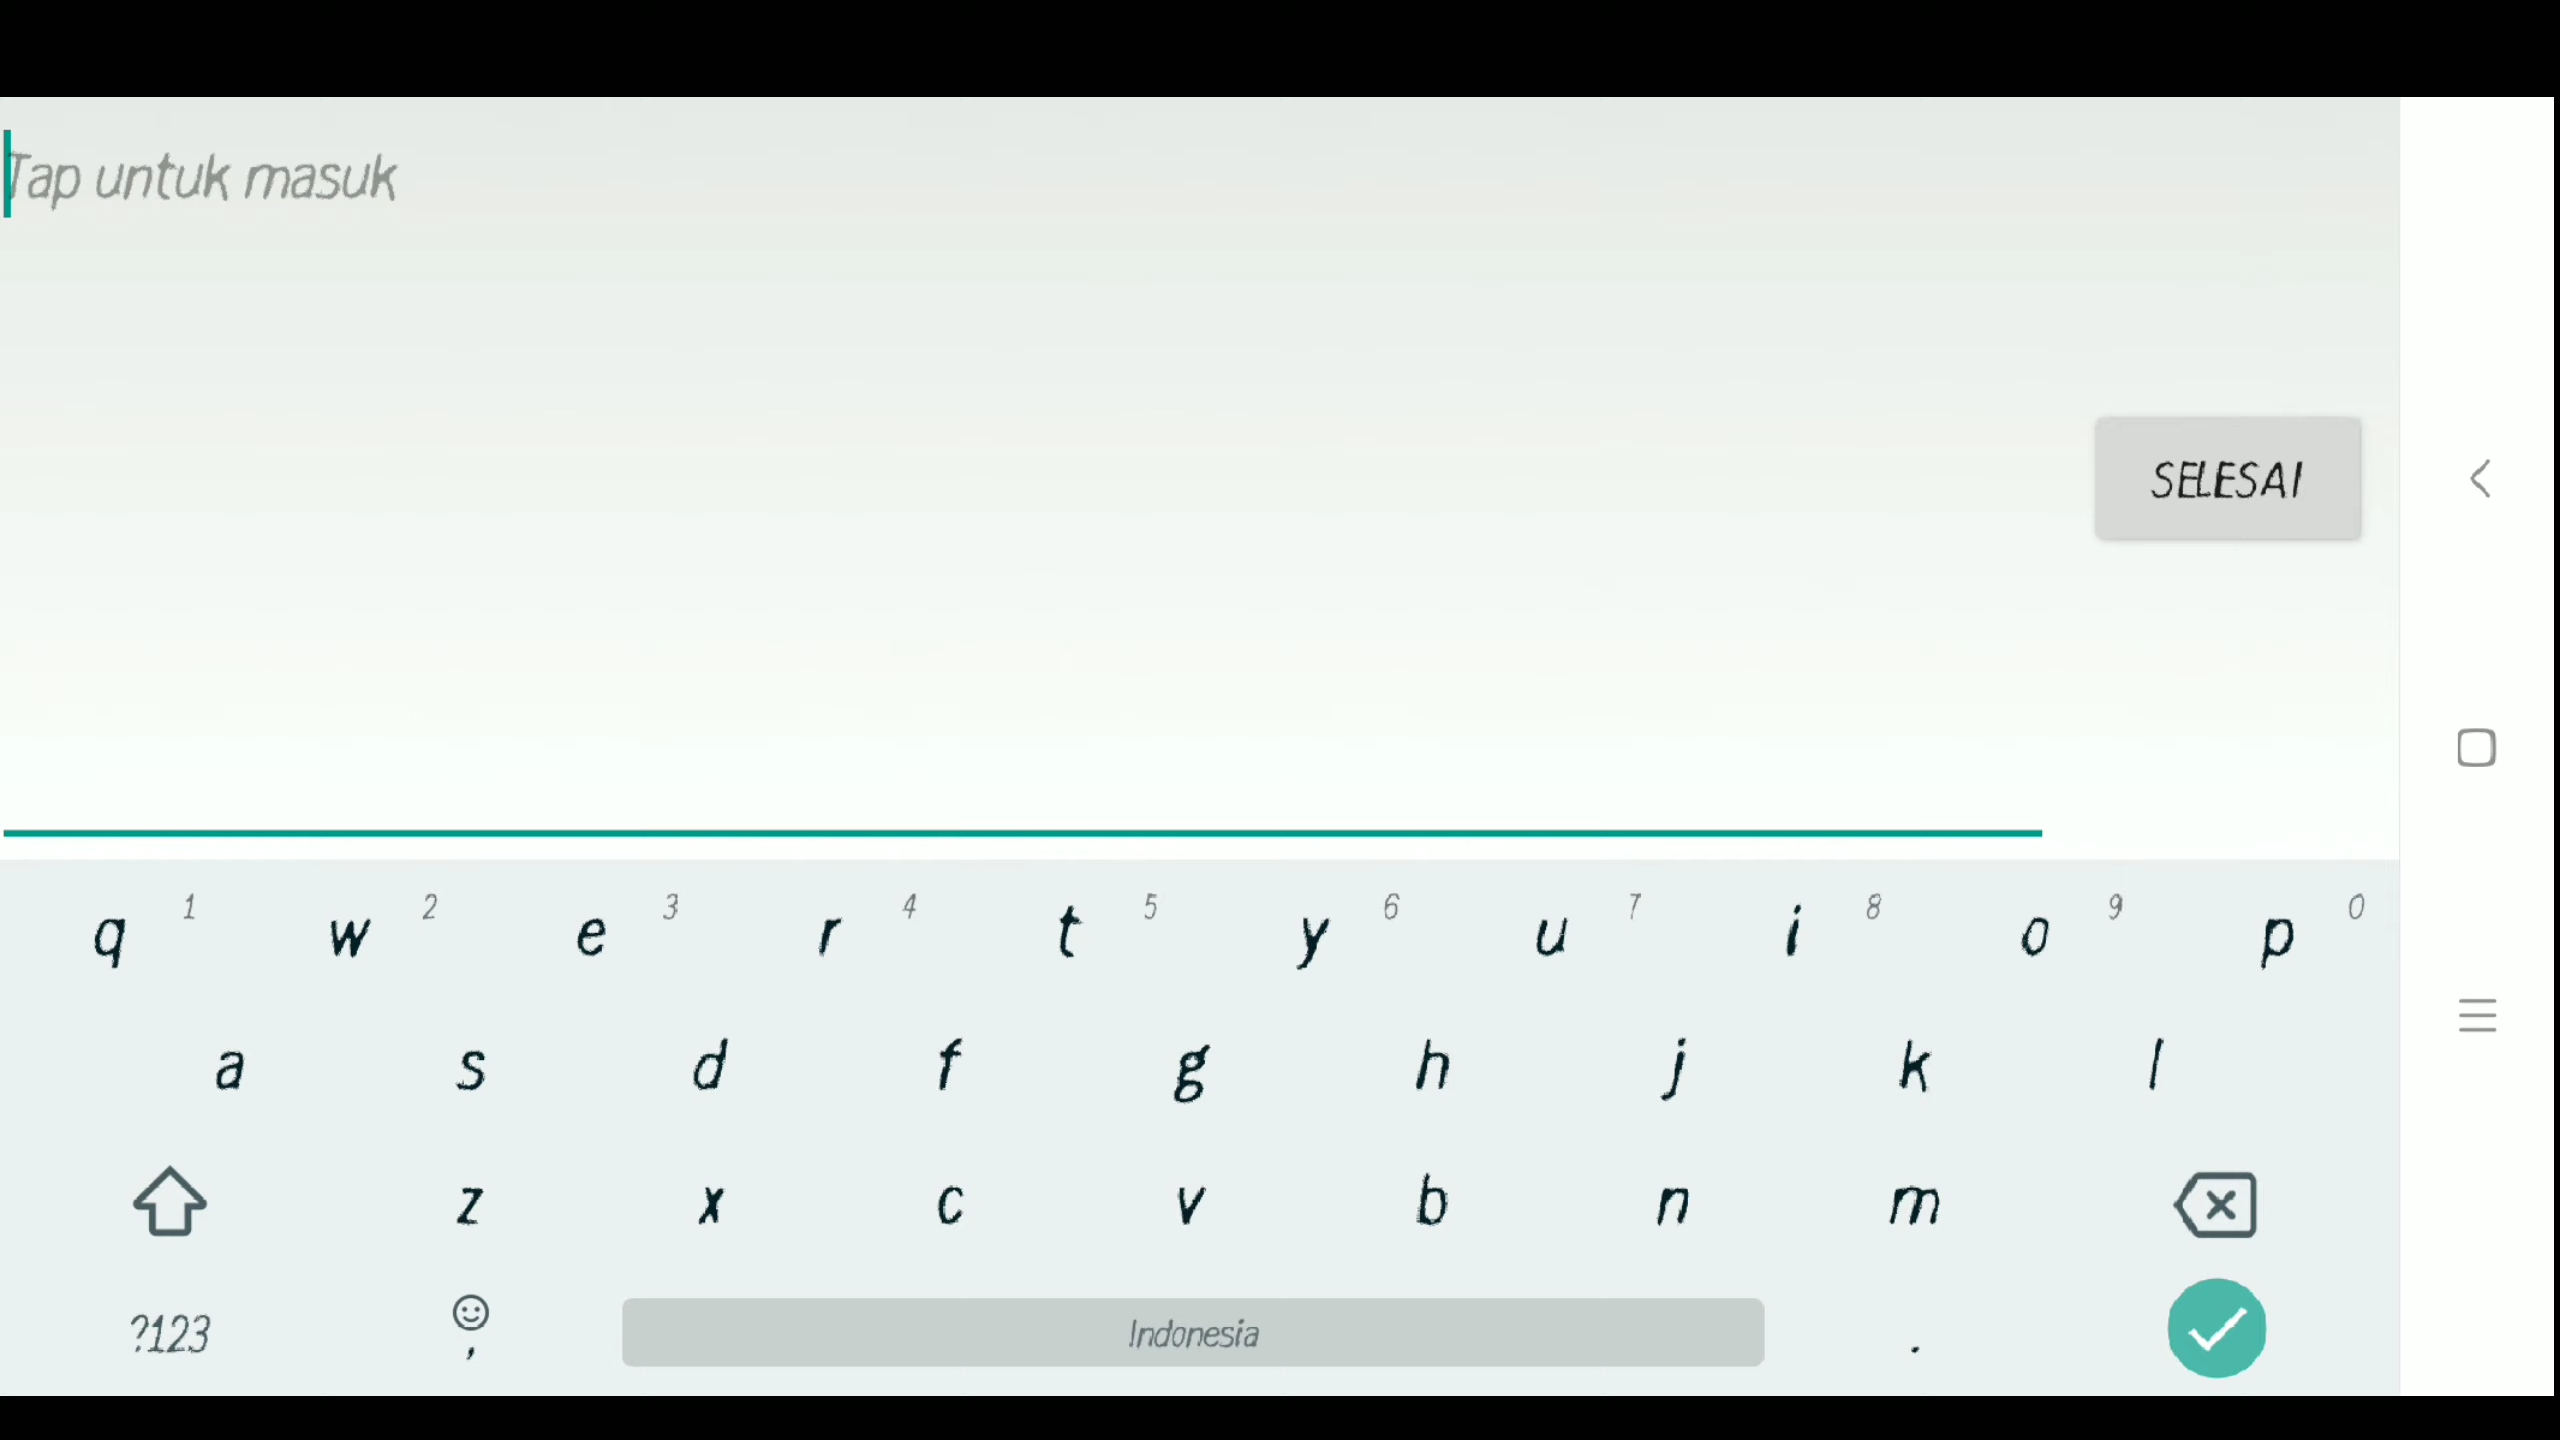 Tap untuk masuk
SELESAI
q 1 w 2 e 3 r 4 t 5 y 6 u 7 i 8 o 9 p 0
a s d f g h j k l
z x c v b n m
?123 , Indonesia .